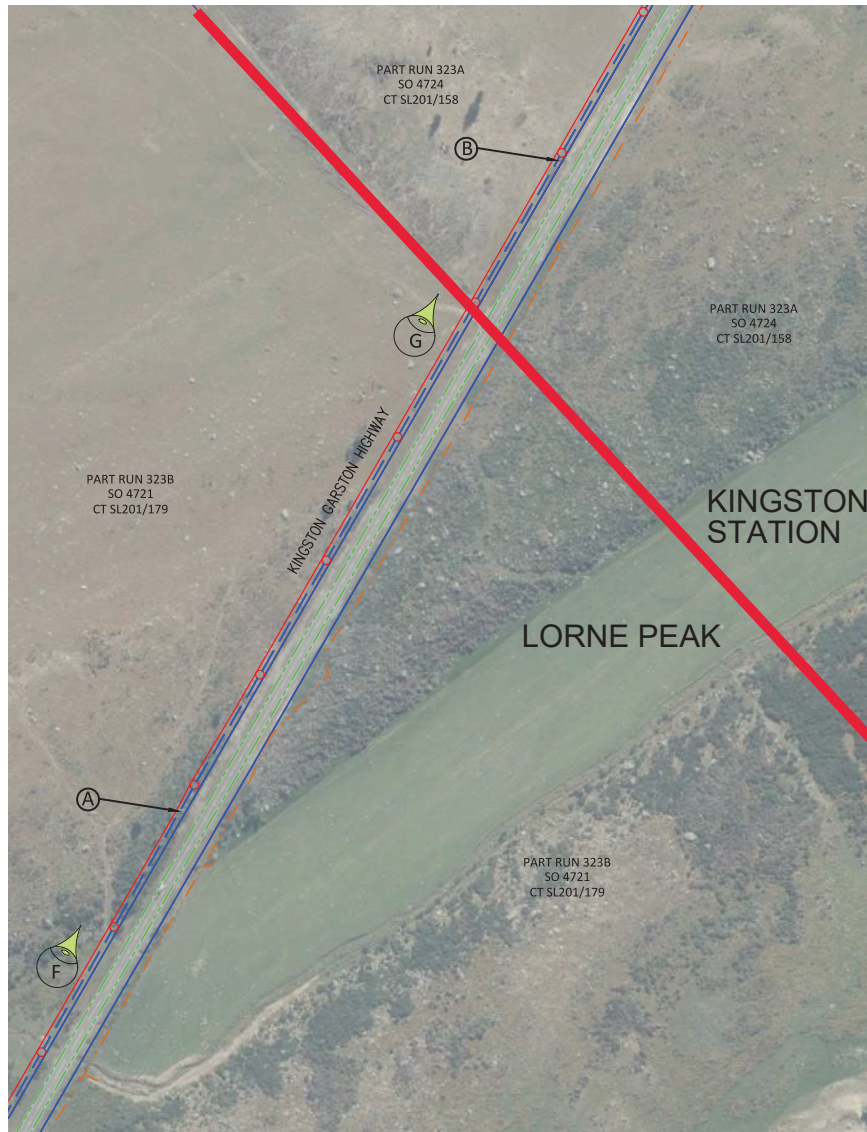 PART RUN 323A
SO 4724
CT SL201/158
B
PART RUN 323A
SO 4724
CT SL201/158
G
KINGSTON GARSTON HIGHWAY
PART RUN 323B
SO 4721
CT SL201/179
KINGSTON
STATION
LORNE PEAK
A
PART RUN 323B
SO 4721
CT SL201/179
F